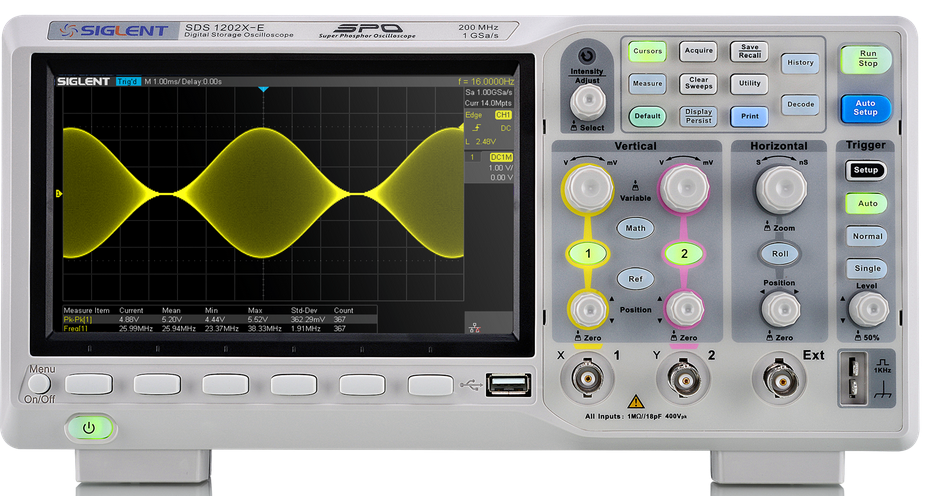 SIGLENT SDS 1202X-E
Digital Storage Oscilloscope
SPO
Super Phosphor Oscilloscope
200 MHz
1 GSa/s
SIGLENT Trig'd M 1.00ms/ Delay:0.00s f = 16.0000Hz
Sa 1.00GSa/s
Curr 14.0Mpts
Edge CH1
DC
L 2.48V
1 DC1M
1.00 V/
0.00 V
1
Measure Item Current Mean Min Max Std-Dev Count
Pk-Pk[1] 4.88V 5.20V 4.44V 5.52V 362.29mV 367
Freq[1] 25.99MHz 25.94MHz 23.37MHz 38.33MHz 1.91MHz 367
Menu
On/Off
Intensity
Adjust
Select
Cursors
Acquire
Save
Recall
History
Measure
Clear
Sweeps
Utility
Default
Display
Persist
Print
Decode
Run
Stop
Auto
Setup
Vertical
V mV
V mV
Variable
Math
1
2
Ref
Position
Zero
Zero
Horizontal
S nS
Zoom
Roll
Position
Zero
Trigger
Setup
Auto
Normal
Single
Level
50%
X 1
Y 2
Ext
1KHz
All Inputs : 1MΩ//18pF 400Vpk